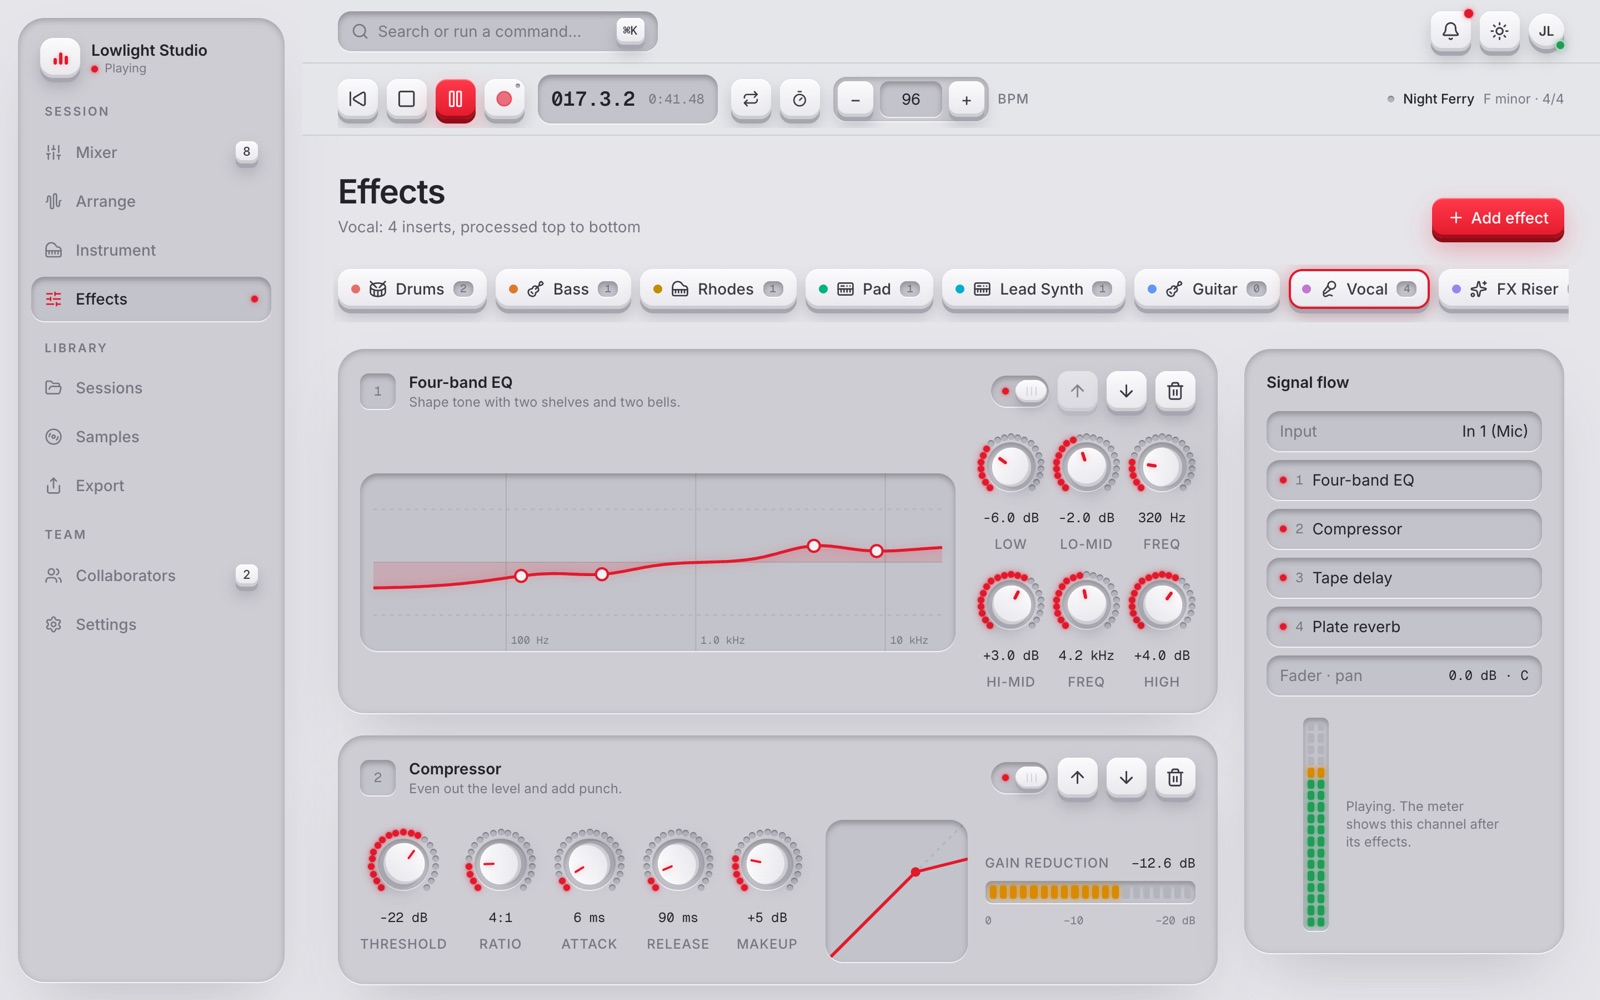 Lowlight Studio
Playing
SESSION
Mixer 8
Arrange
Instrument
Effects
LIBRARY
Sessions
Samples
Export
TEAM
Collaborators 2
Settings
Search or run a command... ⌘K
JL
017.3.2 0:41.48
− 96 + BPM
Night Ferry F minor · 4/4
Effects
Vocal: 4 inserts, processed top to bottom
+ Add effect
Drums 2
Bass 1
Rhodes 1
Pad 1
Lead Synth 1
Guitar 0
Vocal 4
FX Riser
1 Four-band EQ
Shape tone with two shelves and two bells.
100 Hz 1.0 kHz 10 kHz
-6.0 dB -2.0 dB 320 Hz
LOW LO-MID FREQ
+3.0 dB 4.2 kHz +4.0 dB
HI-MID FREQ HIGH
2 Compressor
Even out the level and add punch.
-22 dB 4:1 6 ms 90 ms +5 dB
THRESHOLD RATIO ATTACK RELEASE MAKEUP
GAIN REDUCTION -12.6 dB
0 -10 -20 dB
Signal flow
Input In 1 (Mic)
1 Four-band EQ
2 Compressor
3 Tape delay
4 Plate reverb
Fader · pan 0.0 dB · C
Playing. The meter
shows this channel after
its effects.